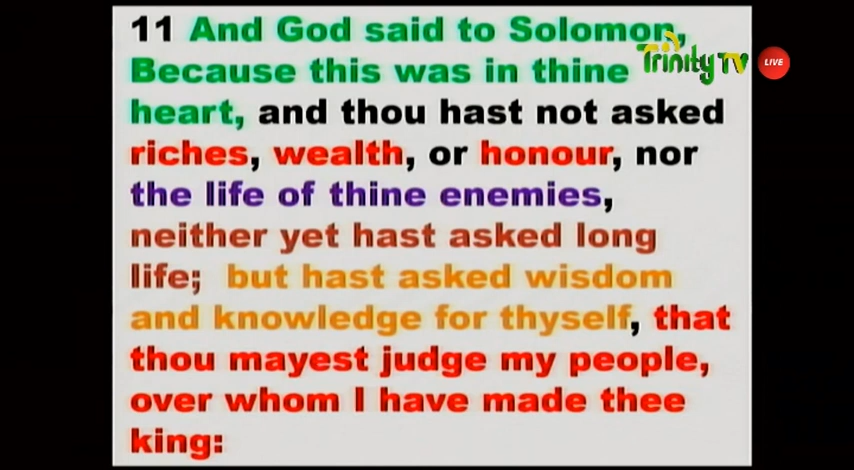 11 And God said to Solomon,
Because this was in thine
heart, and thou hast not asked
riches, wealth, or honour, nor
the life of thine enemies,
neither yet hast asked long
life; but hast asked wisdom
and knowledge for thyself, that
thou mayest judge my people,
over whom I have made thee
king:
Trinity TV
LIVE